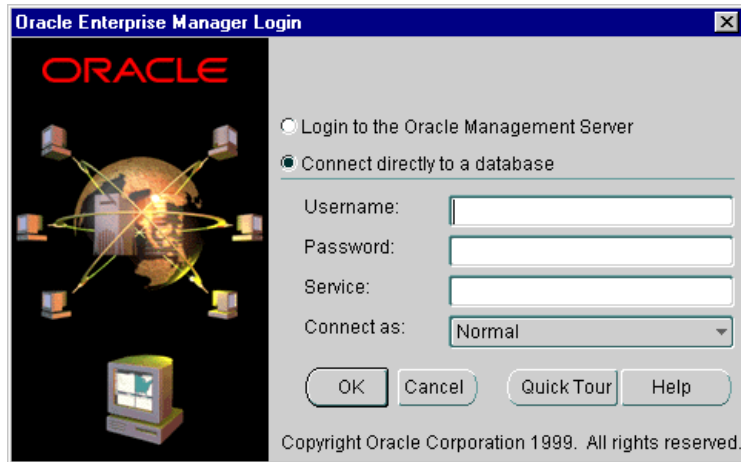 Oracle Enterprise Manager Login
ORACLE
Login to the Oracle Management Server
Connect directly to a database
Username:
Password:
Service:
Connect as: Normal
OK Cancel Quick Tour Help
Copyright Oracle Corporation 1999. All rights reserved.